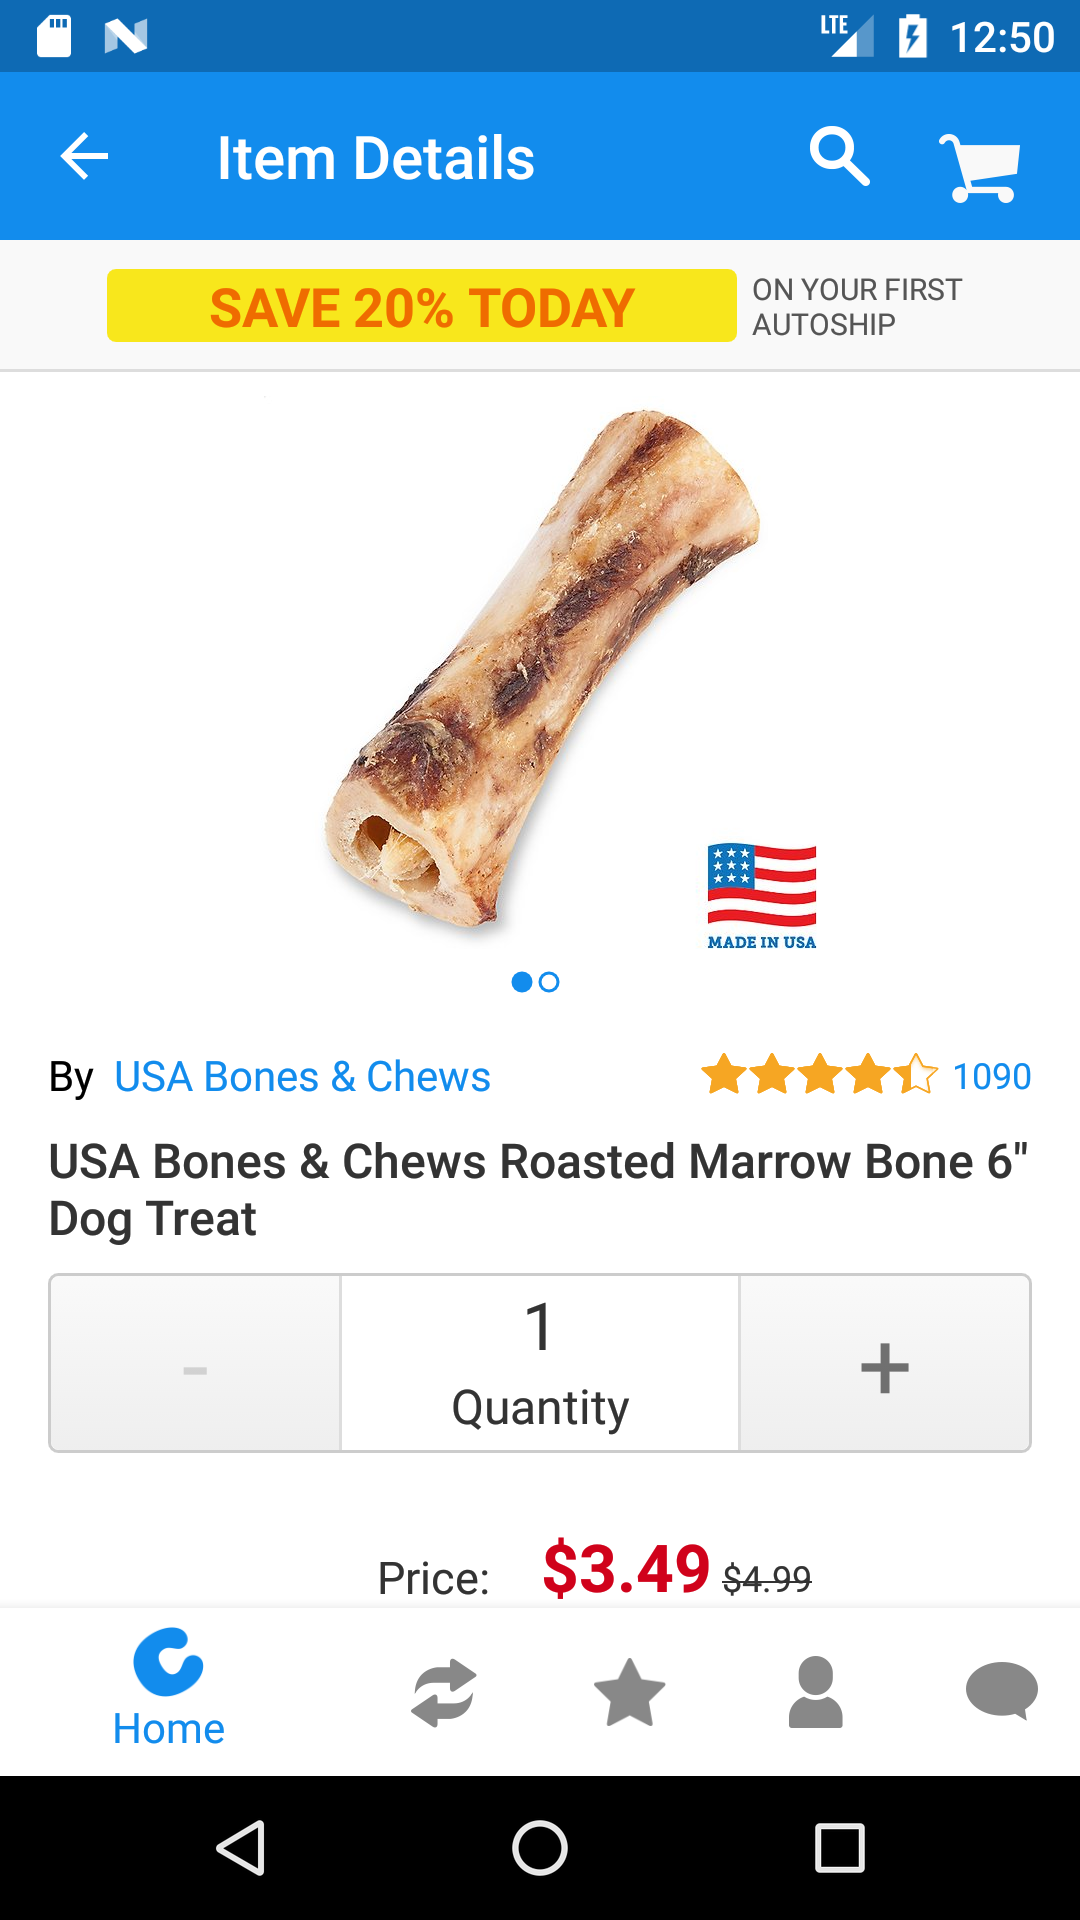 LTE 12:50
Item Details
SAVE 20% TODAY
ON YOUR FIRST
AUTOSHIP
MADE IN USA
By USA Bones & Chews 1090
USA Bones & Chews Roasted Marrow Bone 6"
Dog Treat
- 1 +
Quantity
Price: $3.49 $4.99
Home